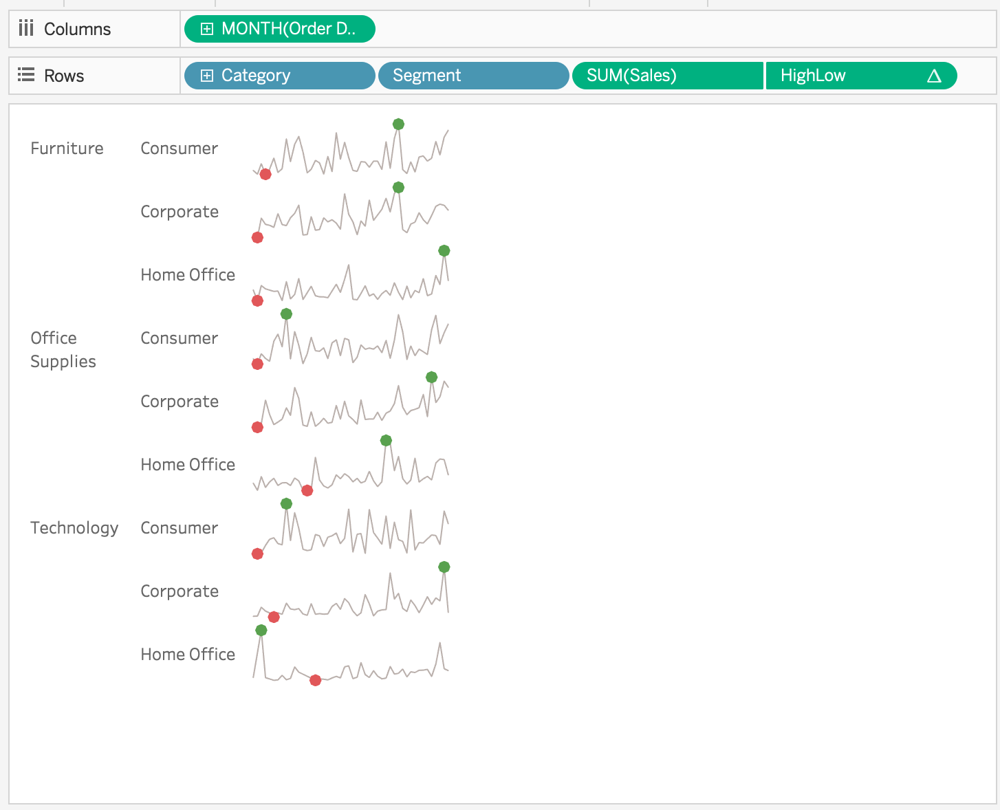 Columns
MONTH(Order D..
Rows
Category
Segment
SUM(Sales)
HighLow
Furniture
Consumer
Corporate
Home Office
Office
Supplies
Consumer
Corporate
Home Office
Technology
Consumer
Corporate
Home Office